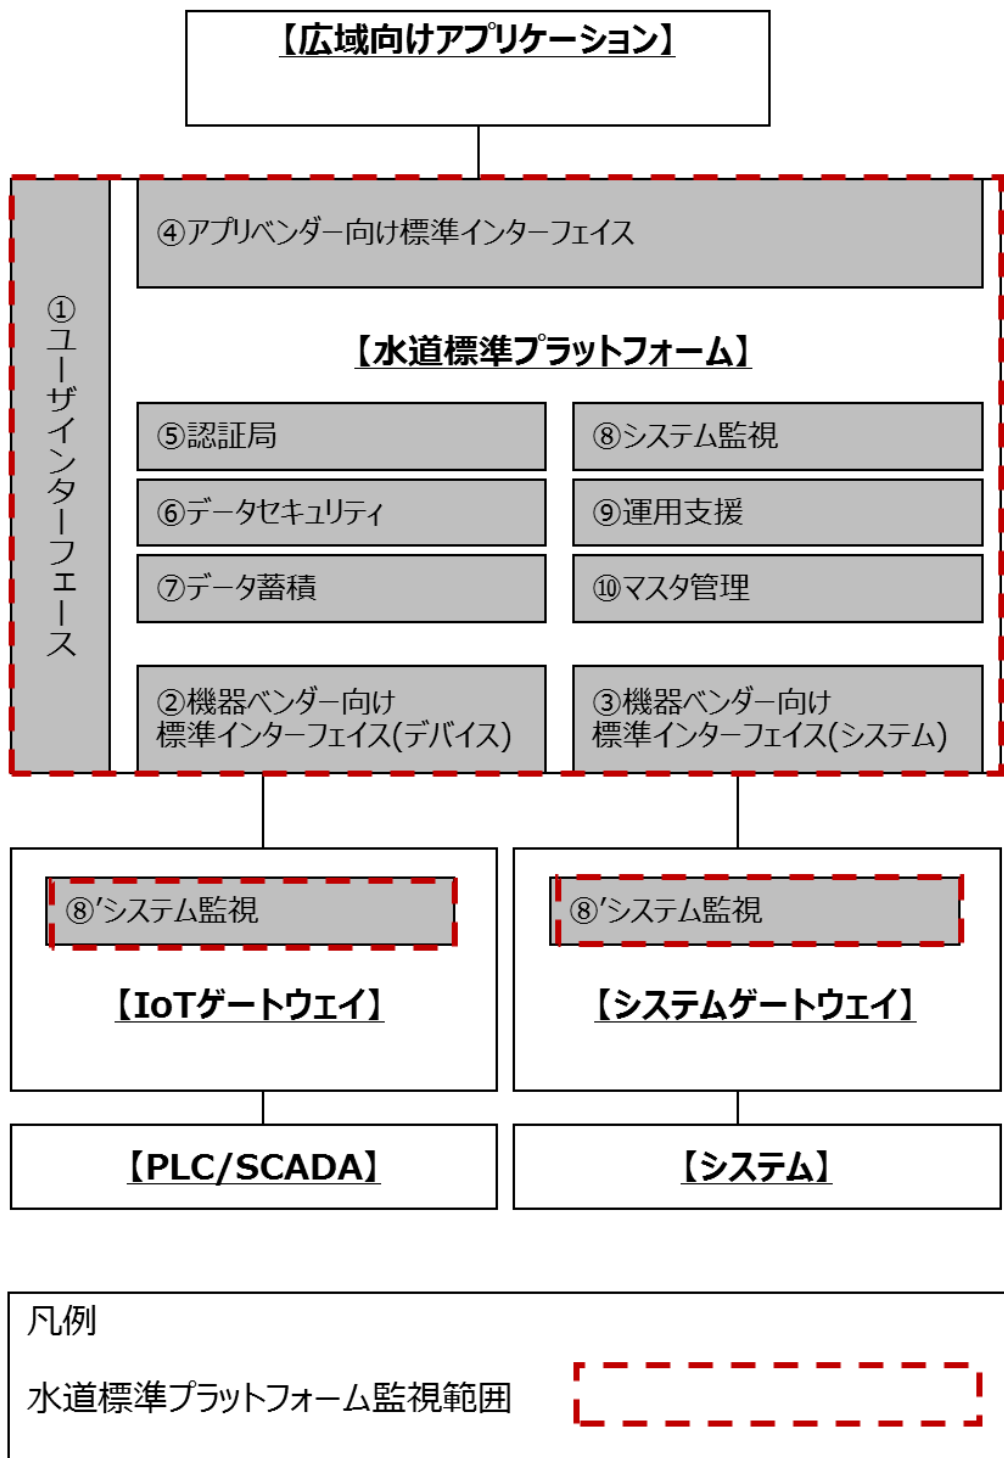 【広域向けアプリケーション】
④アプリベンダー向け標準インターフェイス
①ユーザインターフェース
【水道標準プラットフォーム】
⑤認証局
⑧システム監視
⑥データセキュリティ
⑨運用支援
⑦データ蓄積
⑩マスタ管理
②機器ベンダー向け
標準インターフェイス(デバイス)
③機器ベンダー向け
標準インターフェイス(システム)
⑧’システム監視
【IoTゲートウェイ】
⑧’システム監視
【システムゲートウェイ】
【PLC/SCADA】
【システム】
凡例
水道標準プラットフォーム監視範囲